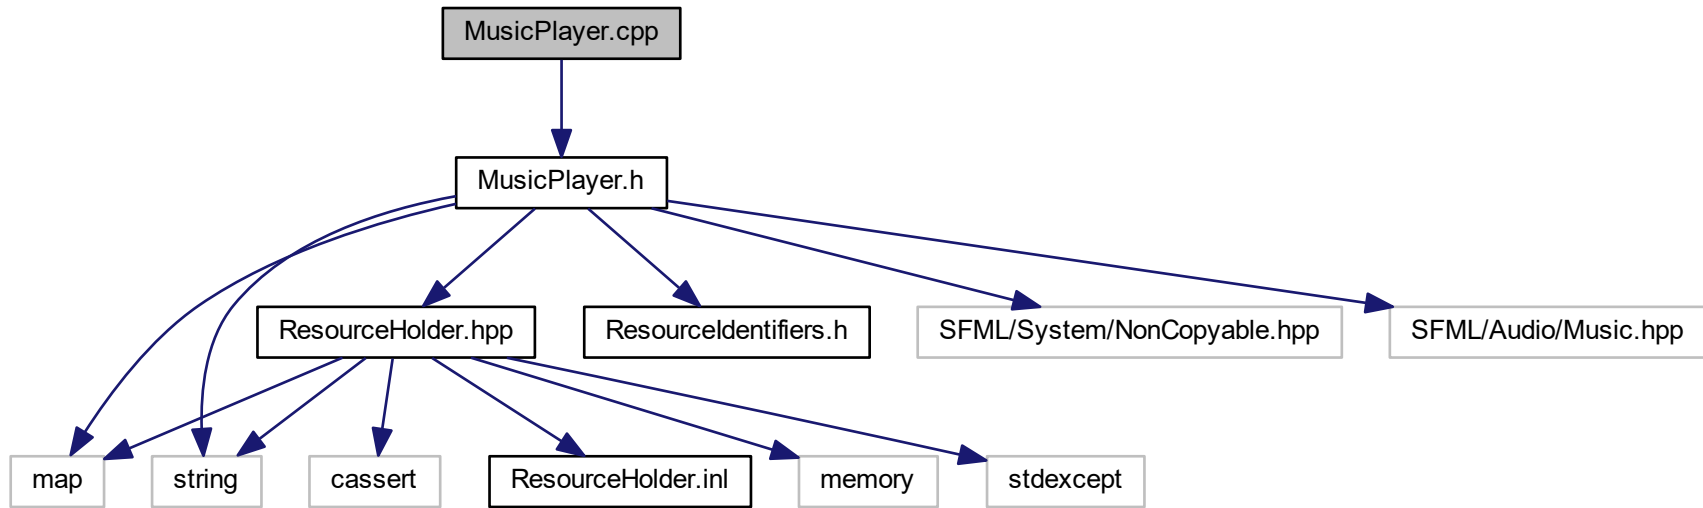 MusicPlayer.cpp
MusicPlayer.h
ResourceHolder.hpp
ResourceIdentifiers.h
SFML/System/NonCopyable.hpp
SFML/Audio/Music.hpp
map
string
cassert
ResourceHolder.inl
memory
stdexcept